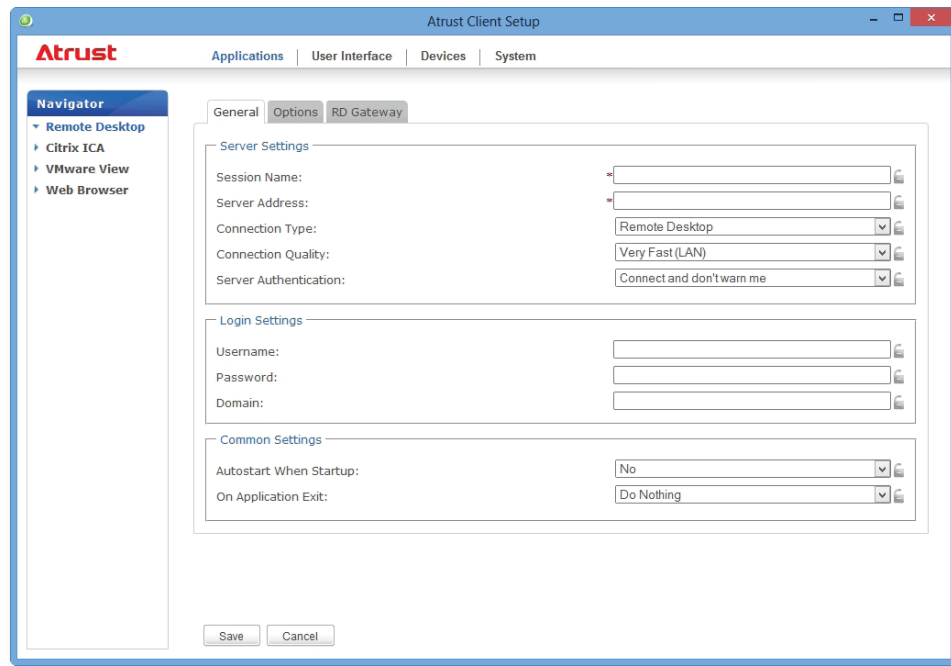 Atrust Client Setup
Atrust
Applications | User Interface | Devices | System
Navigator
Remote Desktop
Citrix ICA
VMware View
Web Browser
General Options RD Gateway
Server Settings
Session Name: *
Server Address: *
Connection Type: Remote Desktop
Connection Quality: Very Fast (LAN)
Server Authentication: Connect and don't warn me
Login Settings
Username:
Password:
Domain:
Common Settings
Autostart When Startup: No
On Application Exit: Do Nothing
Save Cancel